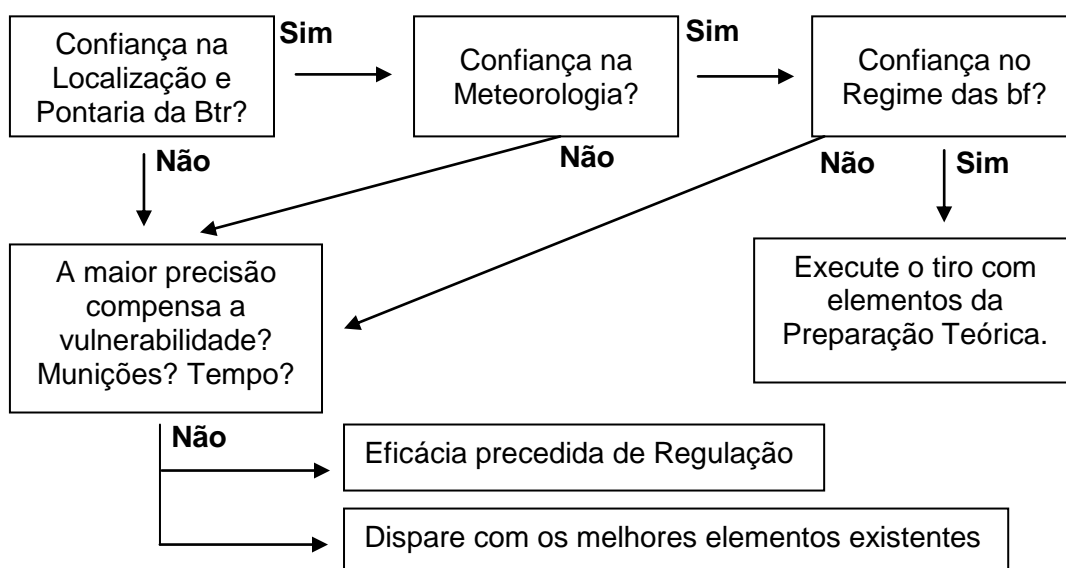 Confiança na
Localização e
Pontaria da Btr?
Sim
Confiança na
Meteorologia?
Sim
Confiança no
Regime das bf?
Não
Não
Não
Sim
A maior precisão
compensa a
vulnerabilidade?
Munições? Tempo?
Execute o tiro com
elementos da
Preparação Teórica.
Não
Eficácia precedida de Regulação
Dispare com os melhores elementos existentes